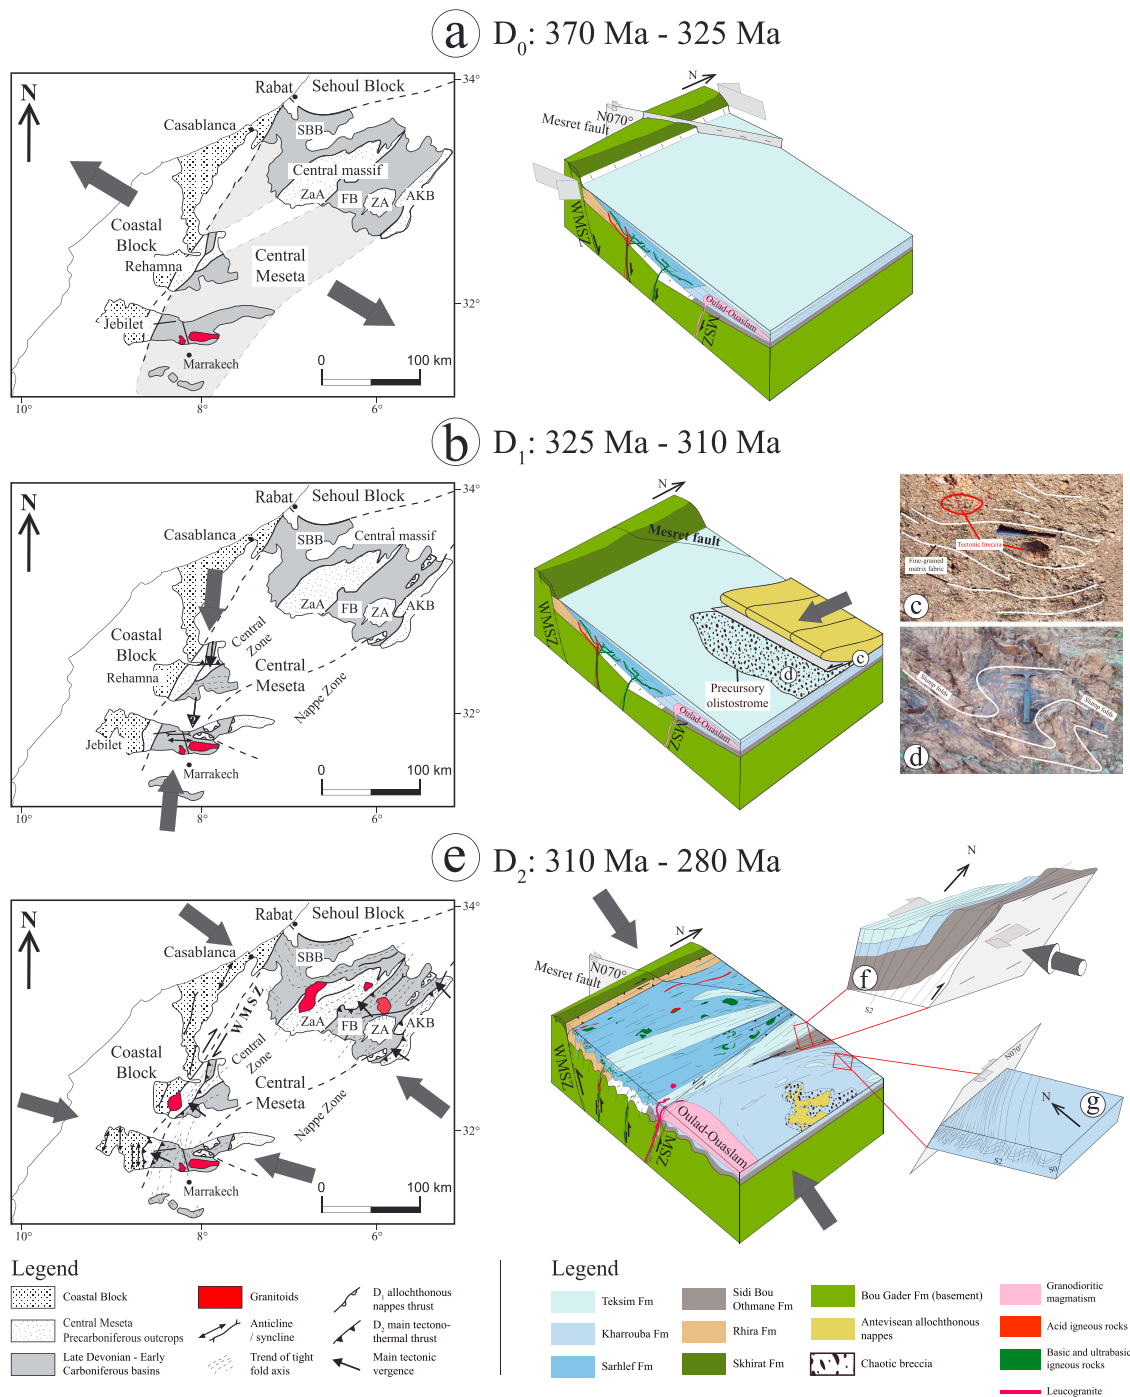 a D0: 370 Ma - 325 Ma
N
Rabat
Sehoul Block
34°
Casablanca
SBB
Central massif
ZaA
FB
ZA
AKB
Coastal
Block
Rehamna
Central
Meseta
32°
Jebilet
Marrakech
0
100 km
10°
8°
6°
N
N070°
Mesret fault
WMSZ
Oulad-Ouaslam
MSZ
b D1: 325 Ma - 310 Ma
N
Rabat
Sehoul Block
34°
Casablanca
SBB
Central massif
ZaA
FB
ZA
AKB
Central
Zone
Coastal
Block
Rehamna
Central
Meseta
Nappe Zone
32°
Jebilet
Marrakech
0
100 km
10°
8°
6°
N
Mesret fault
WMSZ
d
c
Precursory
olistostrome
Oulad-Ouaslam
MSZ
Tectonic breccia
Fine-grained
matrix fabric
c
Slump folds
Slump folds
d
e D2: 310 Ma - 280 Ma
N
Rabat
Sehoul Block
34°
Casablanca
SBB
WMSZ
ZaA
FB
ZA
AKB
Central
Zone
Coastal
Block
Central
Meseta
Nappe Zone
32°
Marrakech
0
100 km
10°
8°
6°
N
N070°
Mesret fault
WMSZ
Oulad-Ouaslam
MSZ
N
f
S2
N070°
N
g
S2
S0
Legend
Coastal Block
Central Meseta
Precarboniferous outcrops
Late Devonian - Early
Carboniferous basins
Granitoids
Anticline
/ syncline
Trend of tight
fold axis
D1 allochthonous
nappes thrust
D2 main tectono-
thermal thrust
Main tectonic
vergence
Legend
Teksim Fm
Kharrouba Fm
Sarhlef Fm
Sidi Bou
Othmane Fm
Rhira Fm
Skhirat Fm
Bou Gader Fm (basement)
Antevisean allochthonous
nappes
Chaotic breccia
Granodioritic
magmatism
Acid igneous rocks
Basic and ultrabasic
igneous rocks
Leucogranite